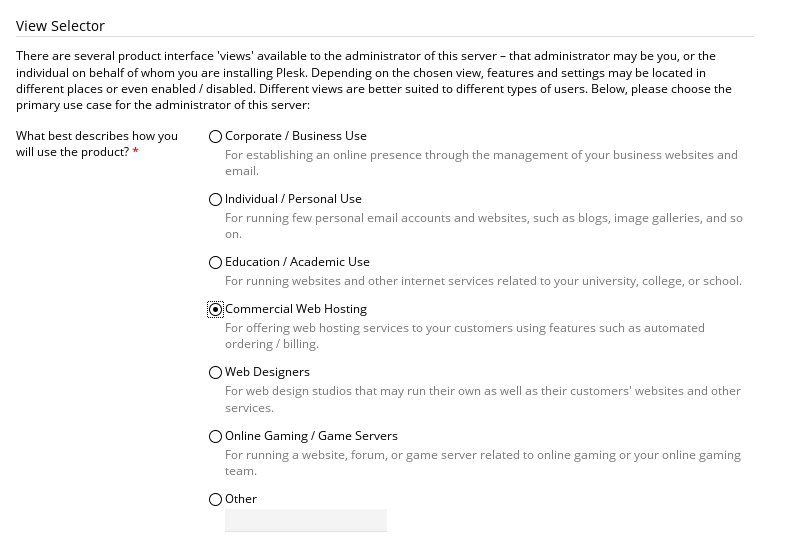 View Selector
There are several product interface 'views' available to the administrator of this server – that administrator may be you, or the
individual on behalf of whom you are installing Plesk. Depending on the chosen view, features and settings may be located in
different places or even enabled / disabled. Different views are better suited to different types of users. Below, please choose the
primary use case for the administrator of this server:
What best describes how you
will use the product? *
Corporate / Business Use
For establishing an online presence through the management of your business websites and
email.
Individual / Personal Use
For running few personal email accounts and websites, such as blogs, image galleries, and so
on.
Education / Academic Use
For running websites and other internet services related to your university, college, or school.
Commercial Web Hosting
For offering web hosting services to your customers using features such as automated
ordering / billing.
Web Designers
For web design studios that may run their own as well as their customers' websites and other
services.
Online Gaming / Game Servers
For running a website, forum, or game server related to online gaming or your online gaming
team.
Other